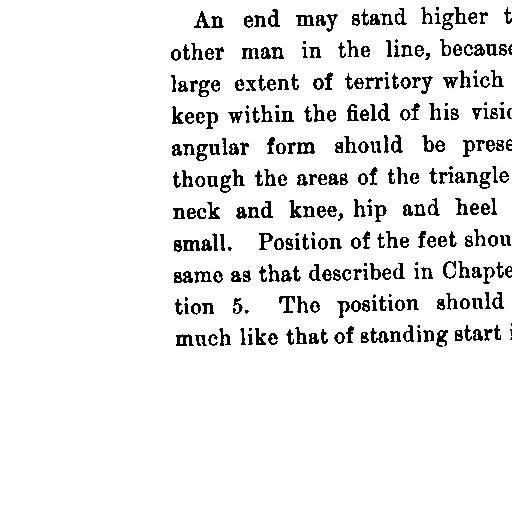 An end may stand higher t
other man in the line, because
large extent of territory which
keep within the field of his visio
angular form should be prese
though the areas of the triangle
neck and knee, hip and heel
small. Position of the feet shou
same as that described in Chapte
tion 5. The position should
much like that of standing start i